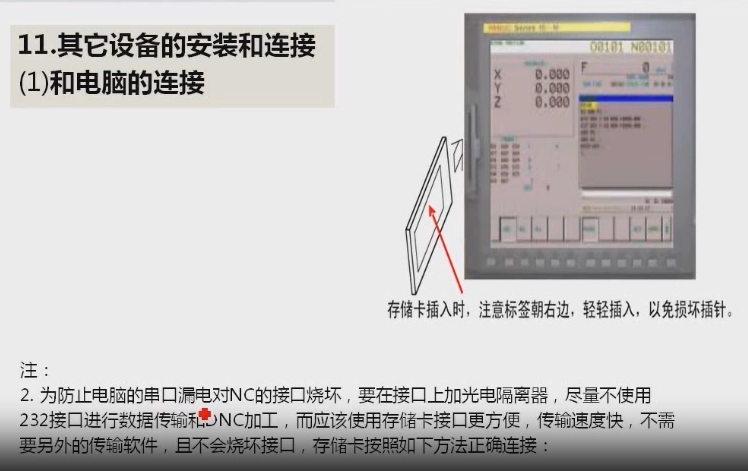 11.其它设备的安装和连接
(1)和电脑的连接
O0101 N00101
F 0
X 0.000
Y 0.000
Z 0.000
存储卡插入时，注意标签朝右边，轻轻插入，以免损坏插针。
注：
2. 为防止电脑的串口漏电对NC的接口烧坏，要在接口上加光电隔离器，尽量不使用
232接口进行数据传输和DNC加工，而应该使用存储卡接口更方便，传输速度快，不需
要另外的传输软件，且不会烧坏接口，存储卡按照如下方法正确连接：